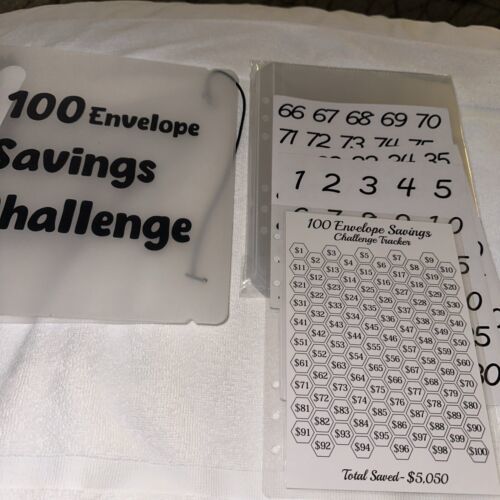 100 Envelope
Savings
Challenge
66 67 68 69 70
71 72 73 74 75
1 2 3 4 5
100 Envelope Savings
Challenge Tracker
$1 $3 $5 $7 $9
$2 $4 $6 $8 $10
$11 $13 $15 $17 $19
$12 $14 $16 $18 $20
$21 $23 $25 $27 $29
$22 $24 $26 $28 $30
$31 $33 $35 $37 $39
$32 $34 $36 $38 $40
$41 $43 $45 $47 $49
$42 $44 $46 $48 $50
$51 $53 $55 $57 $59
$52 $54 $56 $58 $60
$61 $63 $65 $67 $69
$62 $64 $66 $68 $70
$71 $73 $75 $77 $79
$72 $74 $76 $78 $80
$81 $83 $85 $87 $89
$82 $84 $86 $88 $90
$91 $93 $95 $97 $99
$92 $94 $96 $98 $100
Total Saved- $5,050